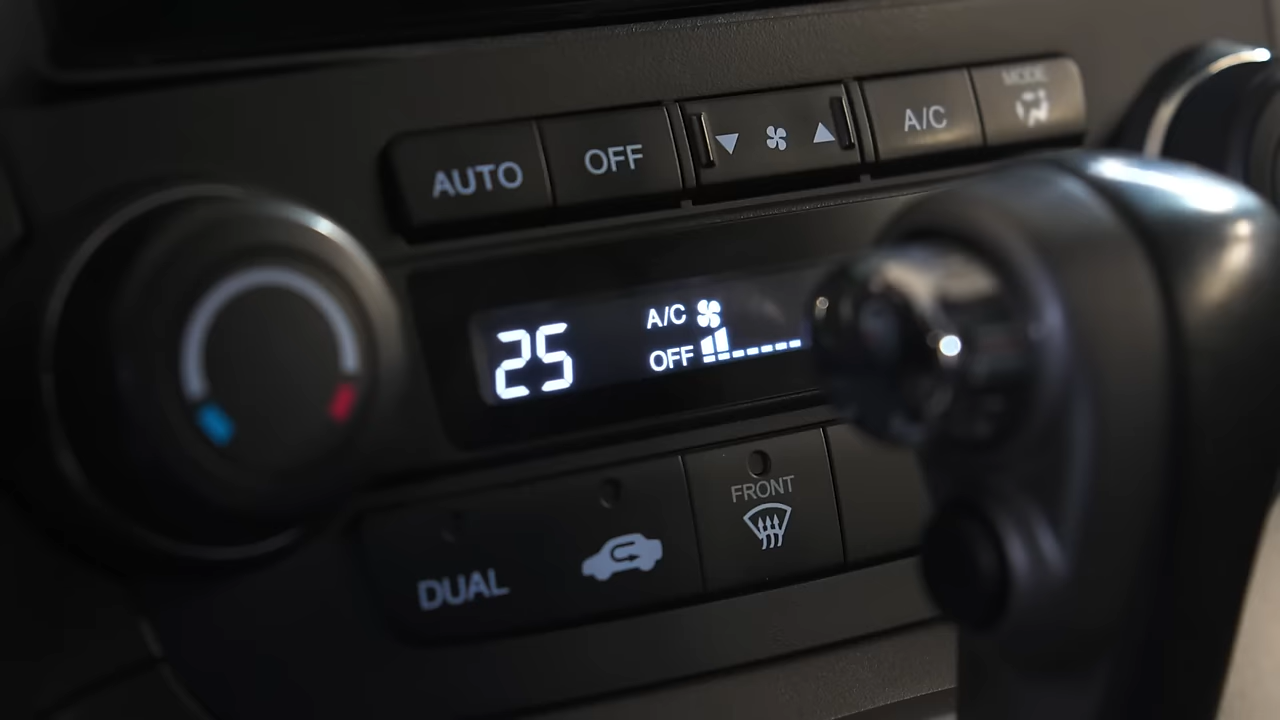 MODE
AUTO OFF A/C
25 A/C
OFF
FRONT
DUAL